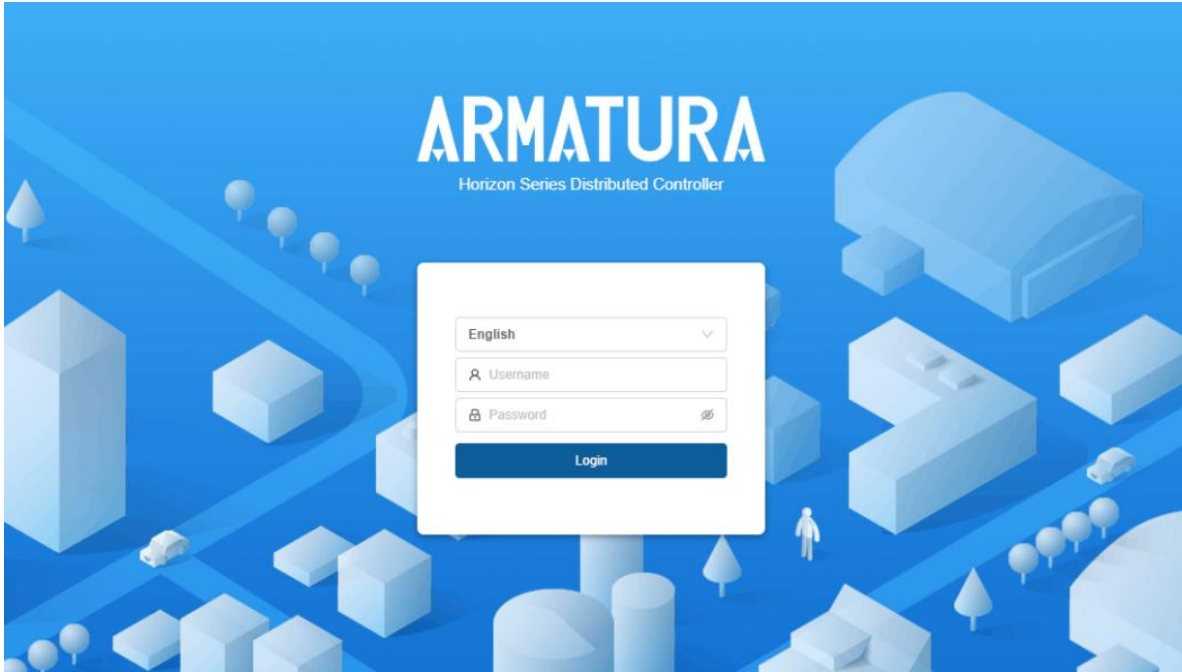 ARMATURA
Horizon Series Distributed Controller
English
Username
Password
Login